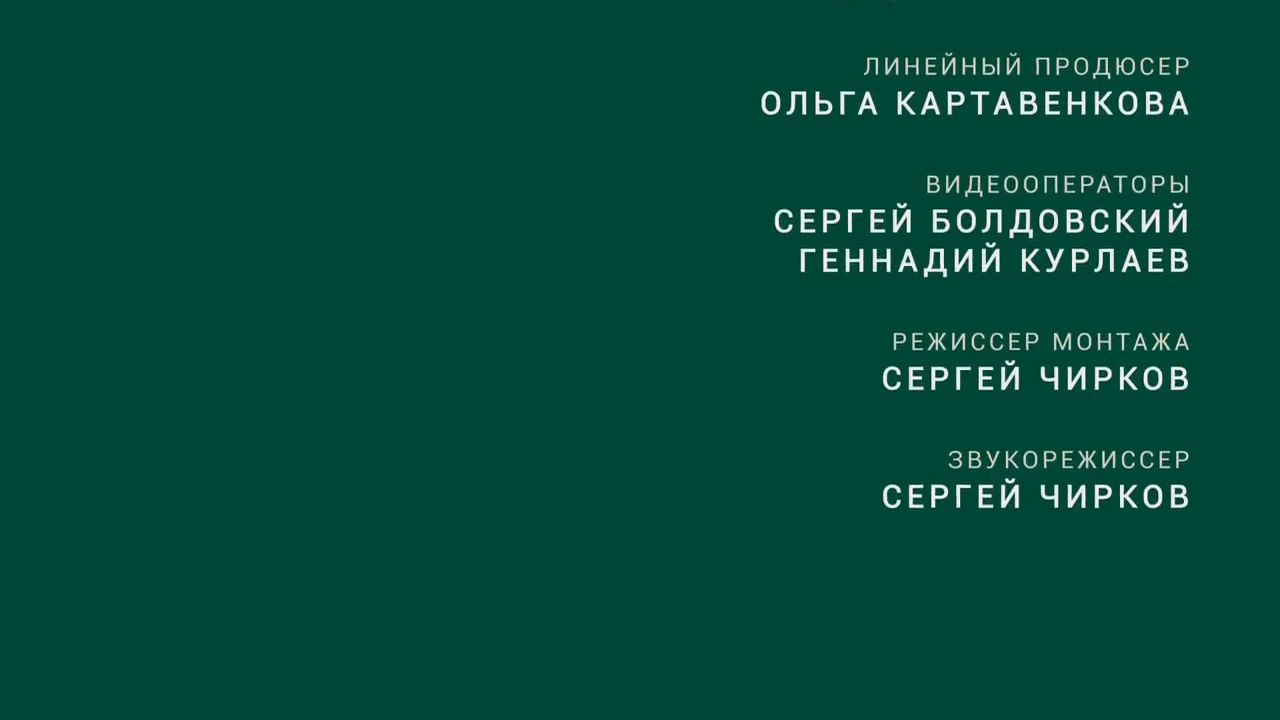 ЛИНЕЙНЫЙ ПРОДЮСЕР
ОЛЬГА КАРТАВЕНКОВА
ВИДЕООПЕРАТОРЫ
СЕРГЕЙ БОЛДОВСКИЙ
ГЕННАДИЙ КУРЛАЕВ
РЕЖИССЕР МОНТАЖА
СЕРГЕЙ ЧИРКОВ
ЗВУКОРЕЖИССЕР
СЕРГЕЙ ЧИРКОВ